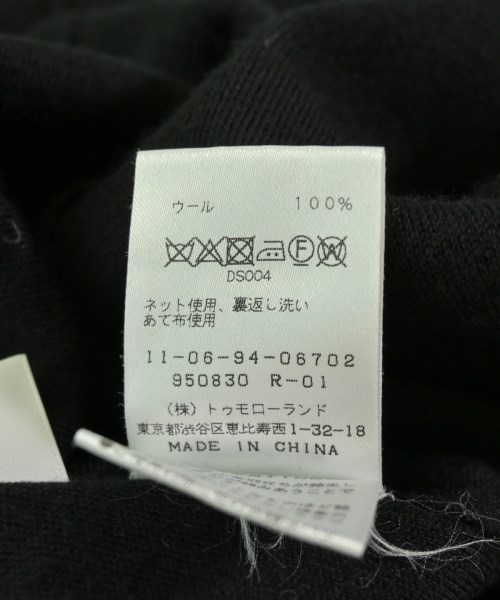 ウール 100%
F W
DS004
ネット使用、裏返し洗い
あて布使用
11-06-94-06702
950830 R-01
(株)トゥモローランド
東京都渋谷区恵比寿西1-32-18
MADE IN CHINA